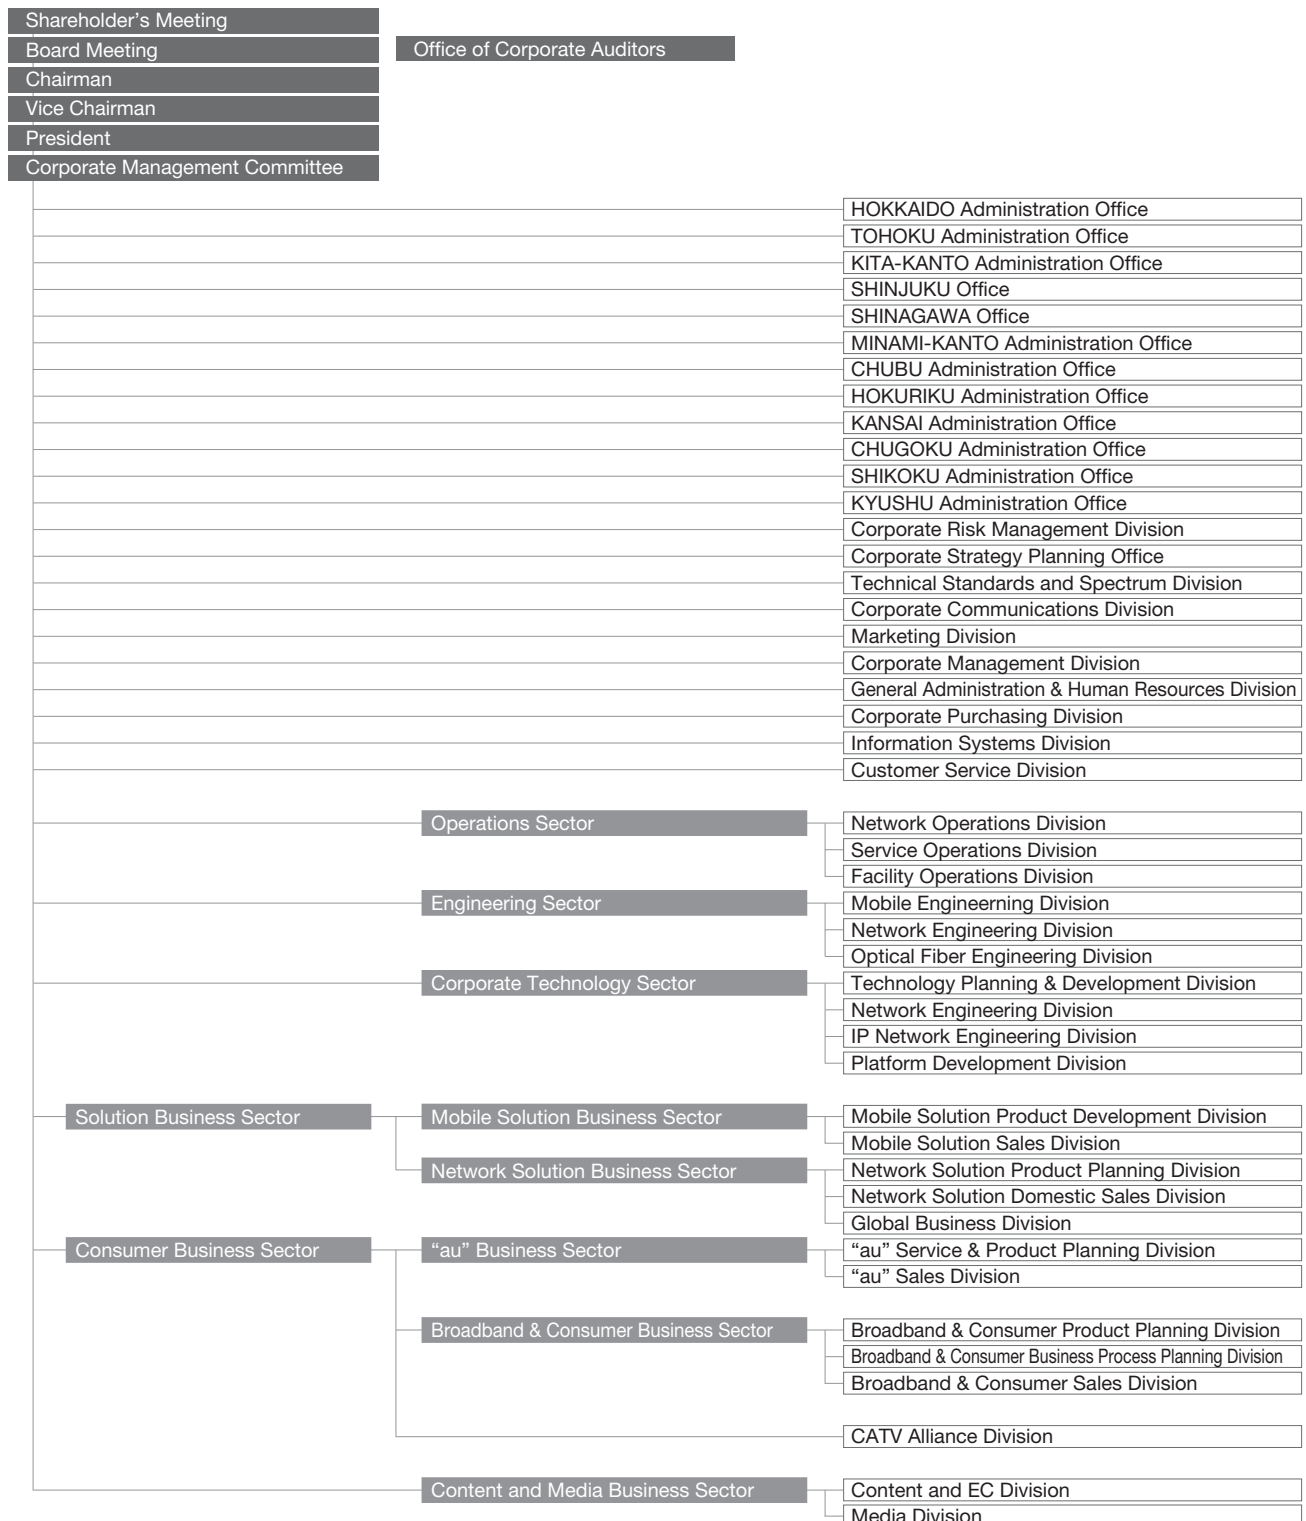 Shareholder’s Meeting
Board Meeting
Office of Corporate Auditors
Chairman
Vice Chairman
President
Corporate Management Committee
HOKKAIDO Administration Office
TOHOKU Administration Office
KITA-KANTO Administration Office
SHINJUKU Office
SHINAGAWA Office
MINAMI-KANTO Administration Office
CHUBU Administration Office
HOKURIKU Administration Office
KANSAI Administration Office
CHUGOKU Administration Office
SHIKOKU Administration Office
KYUSHU Administration Office
Corporate Risk Management Division
Corporate Strategy Planning Office
Technical Standards and Spectrum Division
Corporate Communications Division
Marketing Division
Corporate Management Division
General Administration & Human Resources Division
Corporate Purchasing Division
Information Systems Division
Customer Service Division
Operations Sector
Network Operations Division
Service Operations Division
Facility Operations Division
Engineering Sector
Mobile Engineerning Division
Network Engineering Division
Optical Fiber Engineering Division
Corporate Technology Sector
Technology Planning & Development Division
Network Engineering Division
IP Network Engineering Division
Platform Development Division
Solution Business Sector
Mobile Solution Business Sector
Mobile Solution Product Development Division
Mobile Solution Sales Division
Network Solution Business Sector
Network Solution Product Planning Division
Network Solution Domestic Sales Division
Global Business Division
Consumer Business Sector
“au” Business Sector
“au” Service & Product Planning Division
“au” Sales Division
Broadband & Consumer Business Sector
Broadband & Consumer Product Planning Division
Broadband & Consumer Business Process Planning Division
Broadband & Consumer Sales Division
CATV Alliance Division
Content and Media Business Sector
Content and EC Division
Media Division